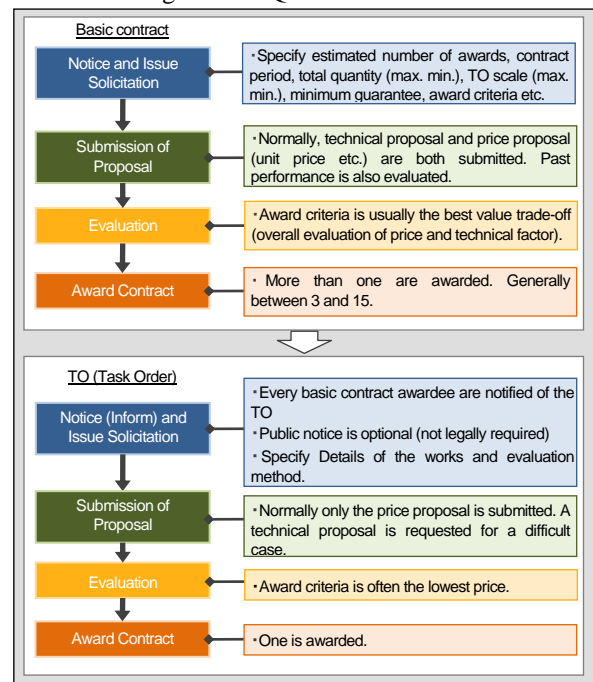 Basic contract
Notice and Issue
Solicitation
・Specify estimated number of awards, contract
period, total quantity (max. min.), TO scale (max.
min.), minimum guarantee, award criteria etc.
Submission of
Proposal
・Normally, technical proposal and price proposal
(unit price etc.) are both submitted. Past
performance is also evaluated.
Evaluation
・Award criteria is usually the best value trade-off
(overall evaluation of price and technical factor).
Award Contract
・ More than one are awarded. Generally
between 3 and 15.
TO (Task Order)
Notice (Inform) and
Issue Solicitation
・Every basic contract awardee are notified of the
TO
・Public notice is optional (not legally required)
・Specify Details of the works and evaluation
method.
Submission of
Proposal
・Normally only the price proposal is submitted. A
technical proposal is requested for a difficult
case.
Evaluation
・Award criteria is often the lowest price.
Award Contract
・One is awarded.